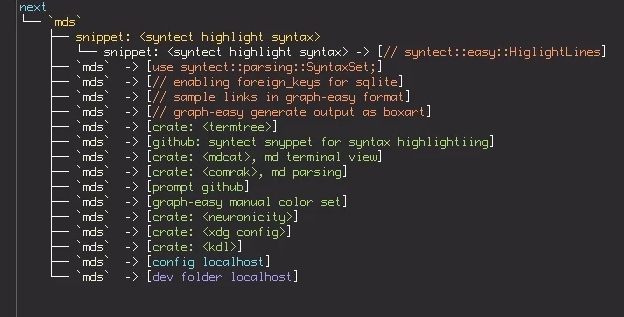 next
└── `mds`
    ├── snippet: <syntect highlight syntax>
    │   └── snippet: <syntect highlight syntax> -> [// syntect::easy::HiglightLines]
    ├── `mds`  -> [use syntect::parsing::SyntaxSet;]
    ├── `mds`  -> [// enabling foreign_keys for sqlite]
    ├── `mds`  -> [// sample links in graph-easy format]
    ├── `mds`  -> [// graph-easy generate output as boxart]
    ├── `mds`  -> [crate: <termtree>]
    ├── `mds`  -> [github: syntect snyppet for syntax highlightiing]
    ├── `mds`  -> [crate: <mdcat>, md terminal view]
    ├── `mds`  -> [crate: <comrak>, md parsing]
    ├── `mds`  -> [prompt github]
    ├── `mds`  -> [graph-easy manual color set]
    ├── `mds`  -> [crate: <neuronicity>]
    ├── `mds`  -> [crate: <xdg config>]
    ├── `mds`  -> [crate: <kdl>]
    ├── `mds`  -> [config localhost]
    └── `mds`  -> [dev folder localhost]